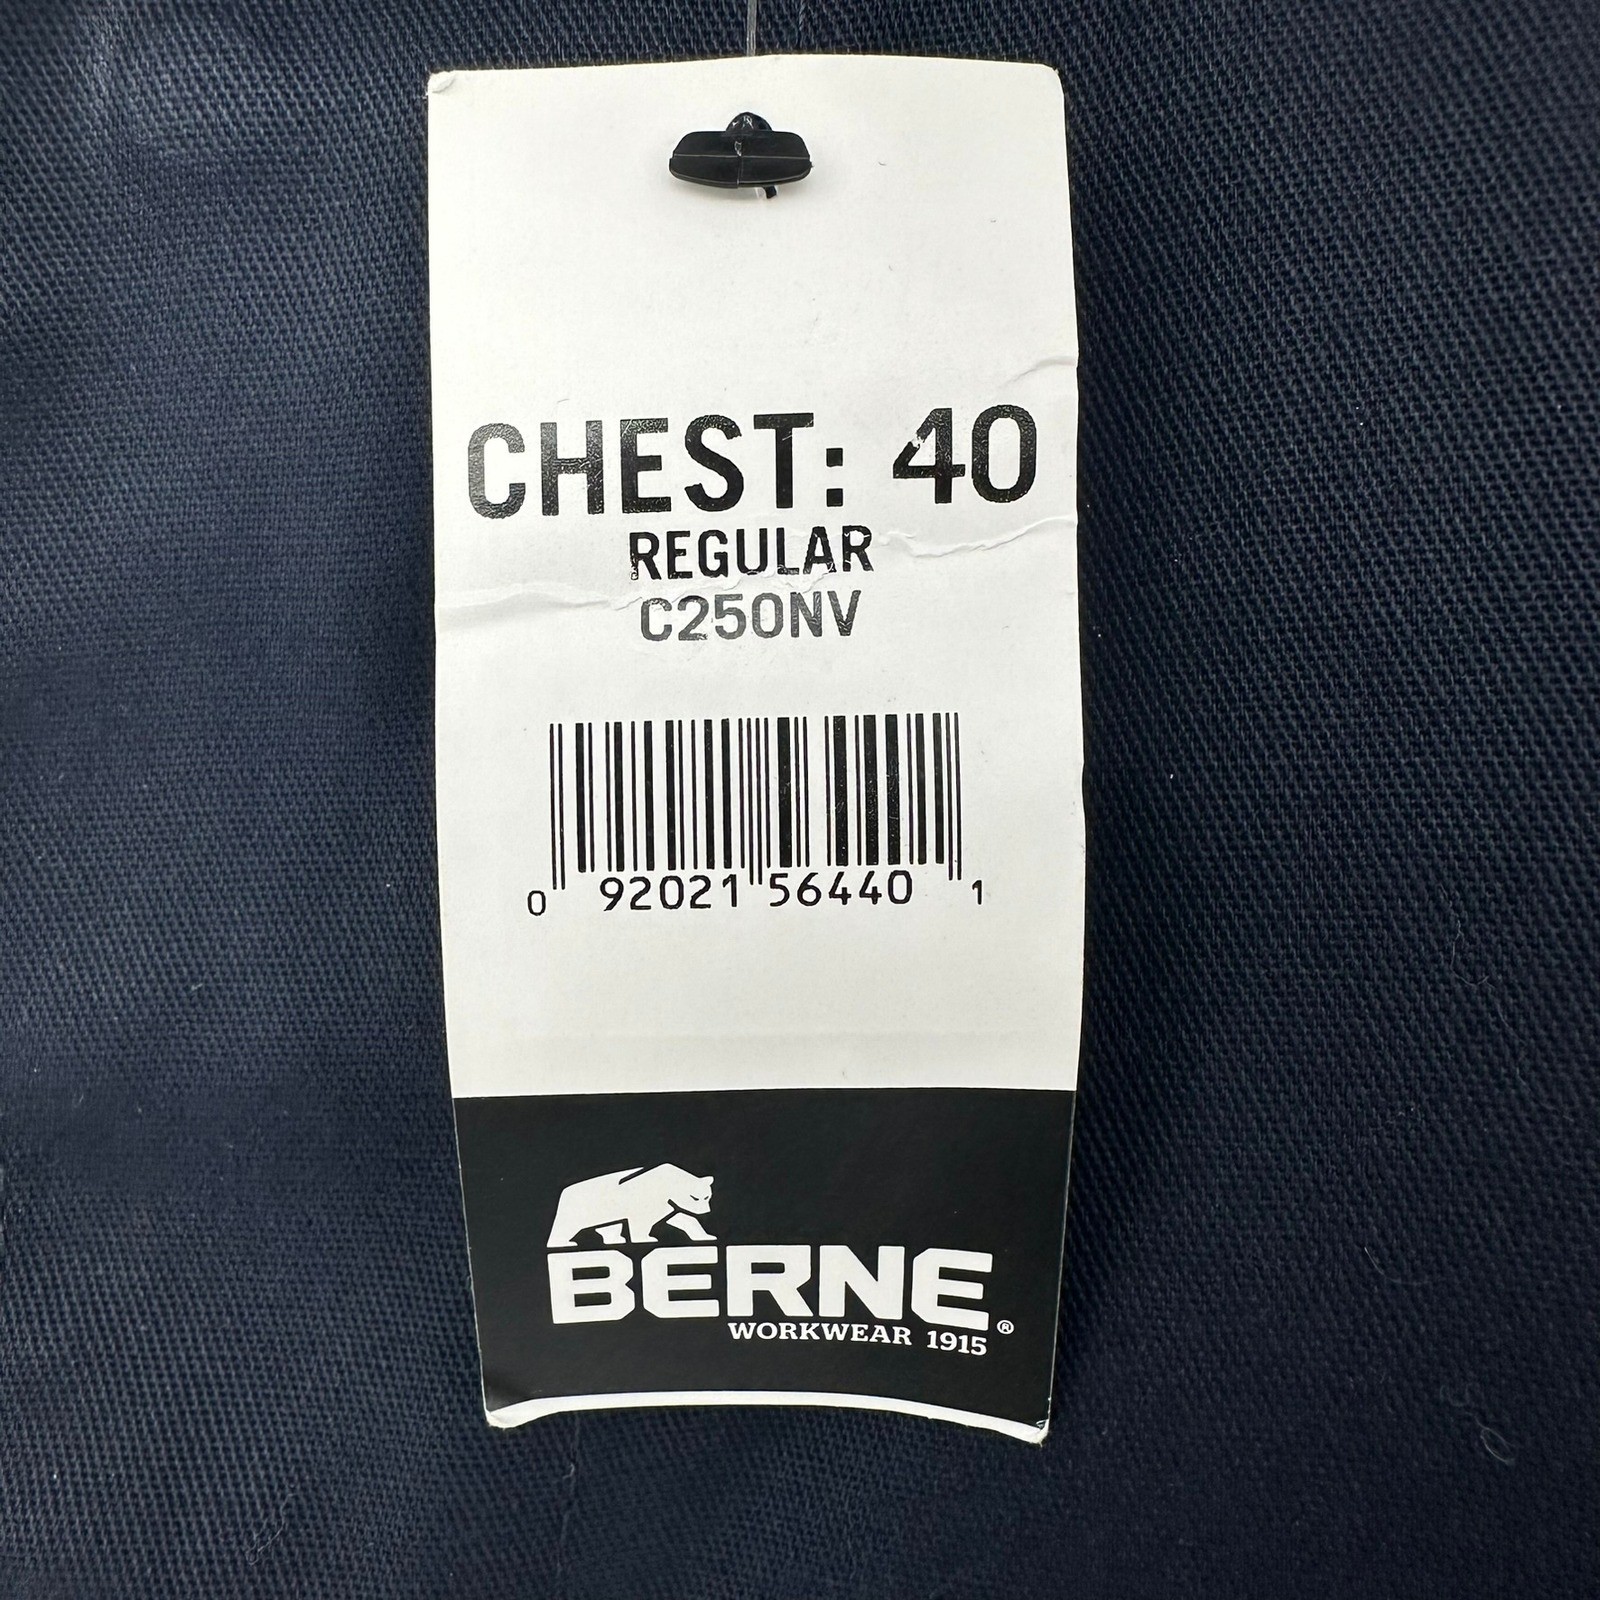 CHEST: 40
REGULAR
C250NV
0 92021 56440 1
BERNE®
WORKWEAR 1915